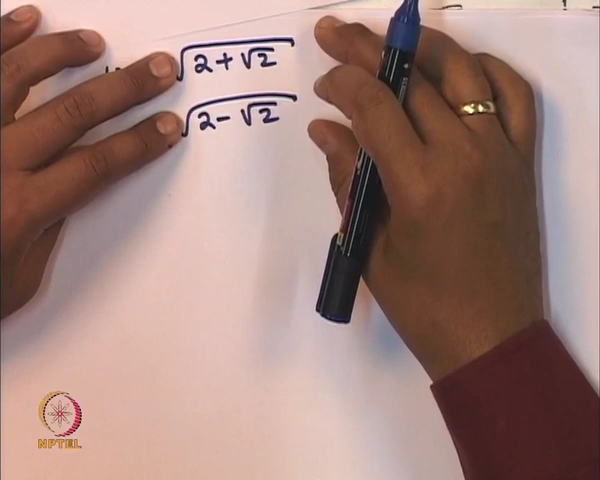 √(2 + √2)
√(2 - √2)
NPTEL